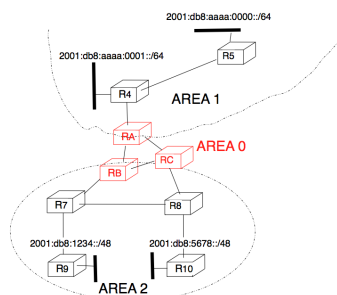 2001:db8:aaaa:0000::/64
2001:db8:aaaa:0001::/64
R5
R4
AREA 1
RA
AREA 0
RB
RC
R7
R8
2001:db8:1234::/48
2001:db8:5678::/48
R9
R10
AREA 2